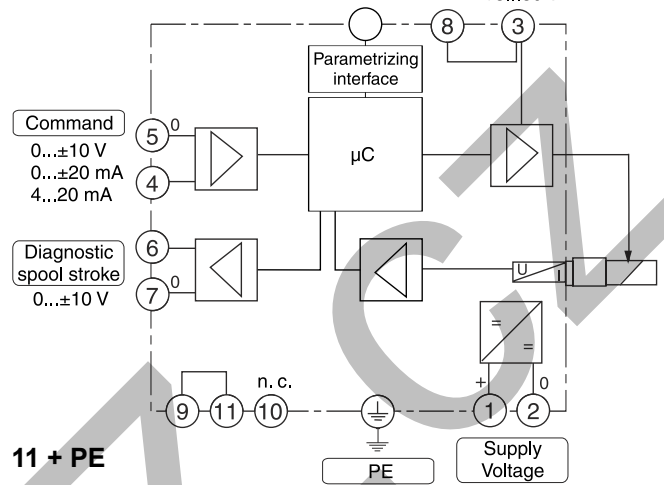 8 3
Parametrizing
interface
Command
5 0
0...±10 V
0...±20 mA
4...20 mA
4
µC
Diagnostic
spool stroke
0...±10 V
6
7 0
U
I
=
=
n. c.
+ 0
9 11 10 1 2
11 + PE
PE
Supply
Voltage